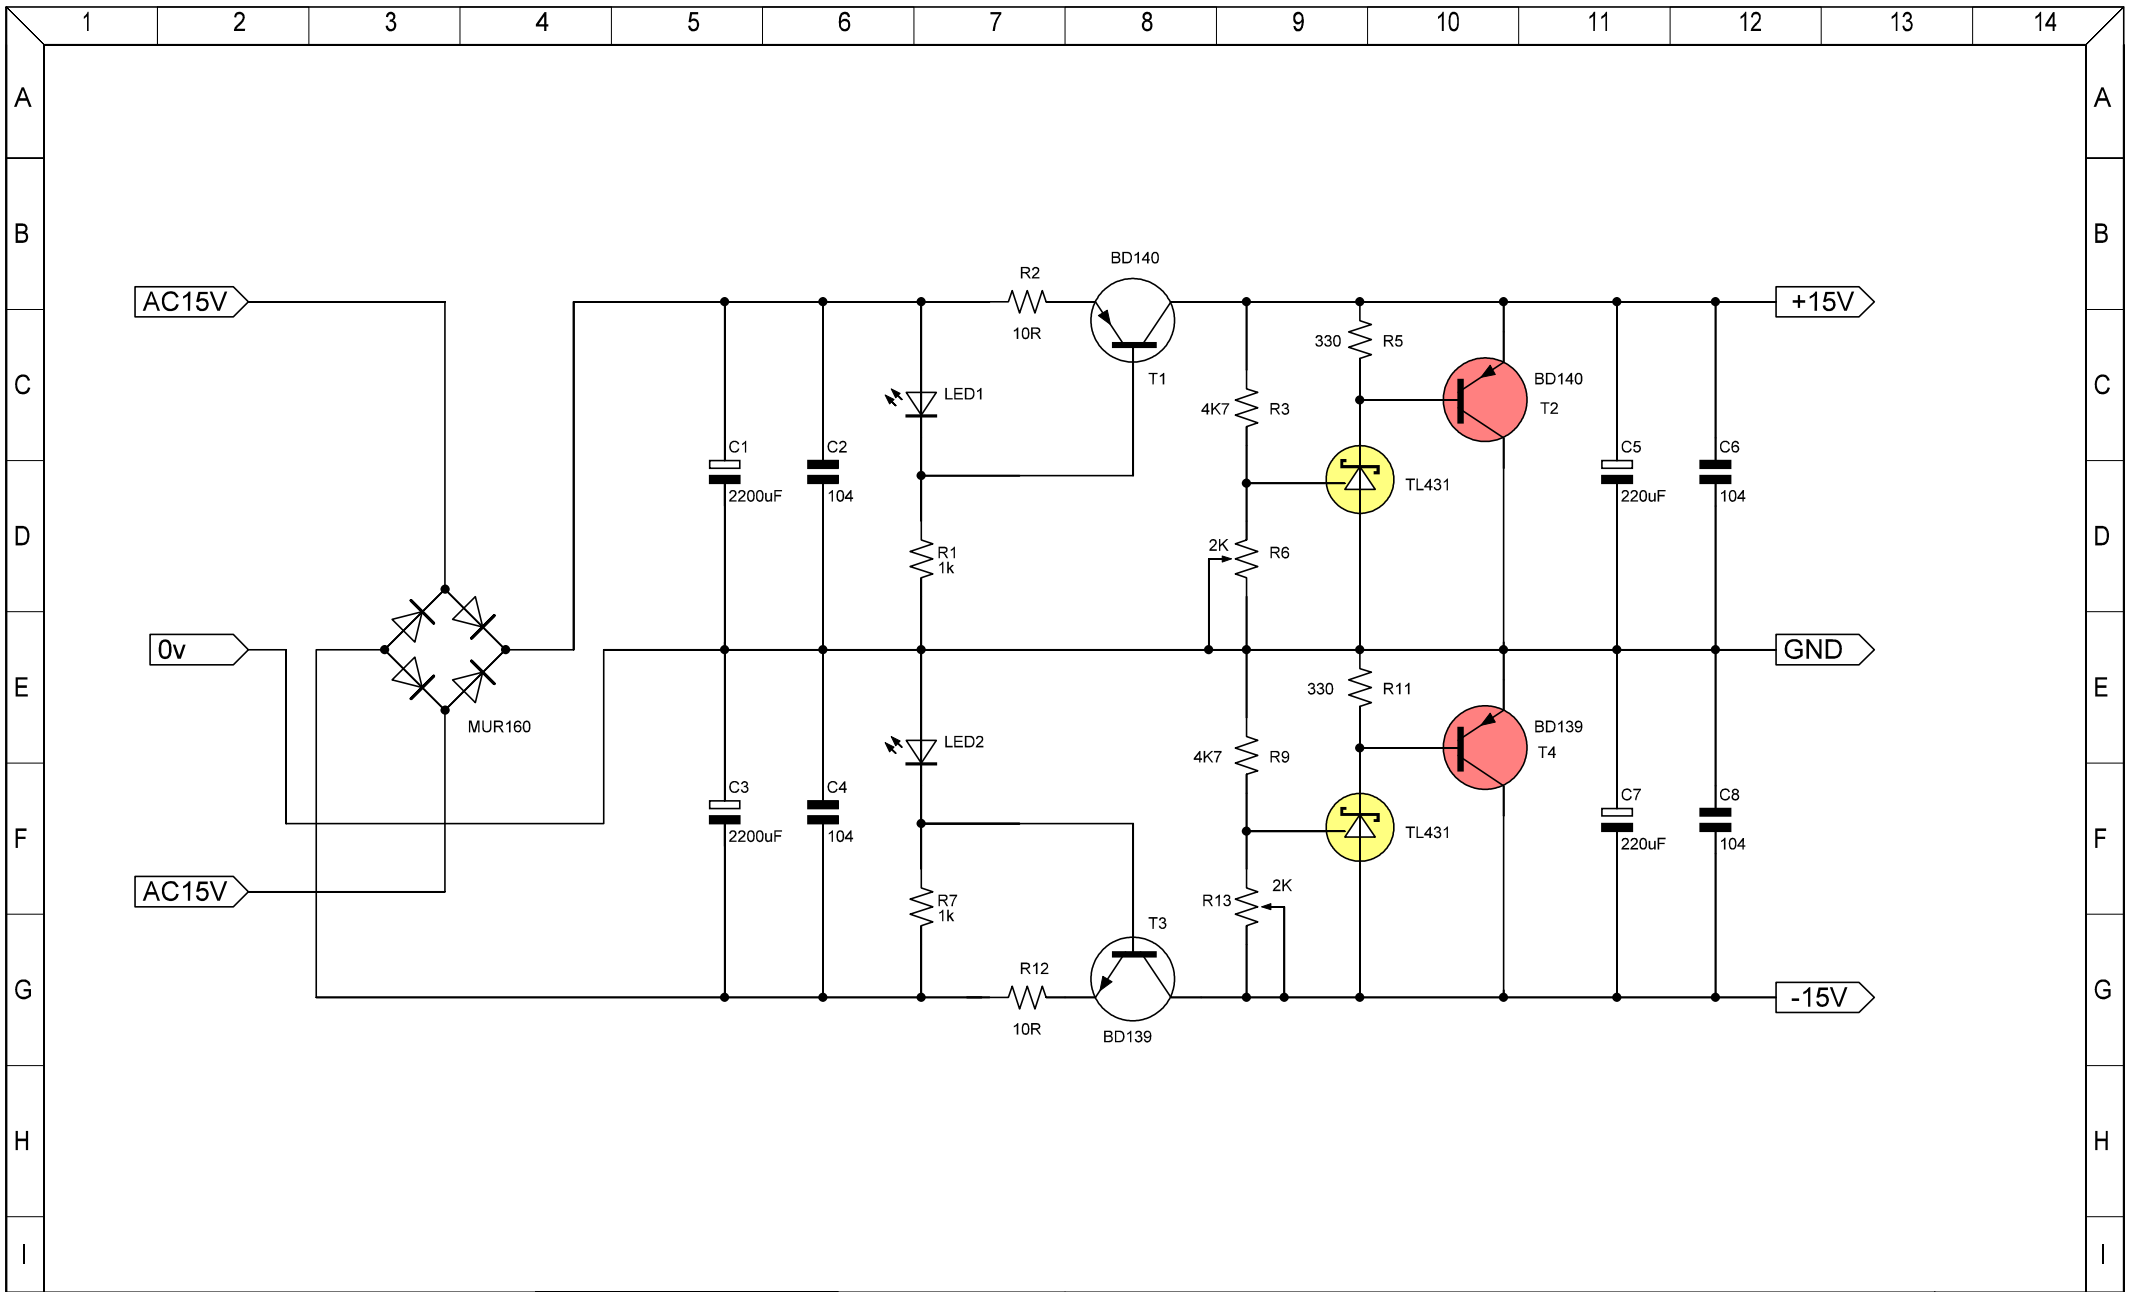 1 2 3 4 5 6 7 8 9 10 11 12 13 14
A A
B B
BD140
R2
AC15V
+15V
10R
330 R5
T1
C C
BD140
T2
LED1
4K7 R3
C1
2200uF
C2
104
TL431
C5
220uF
C6
104
D D
R1
1k
2K
R6
0v
GND
E E
MUR160
330 R11
BD139
T4
LED2
4K7 R9
C3
2200uF
C4
104
TL431
C7
220uF
C8
104
F F
AC15V
R7
1k
R13
2K
T3
R12
G G
-15V
10R
BD139
H H
I I